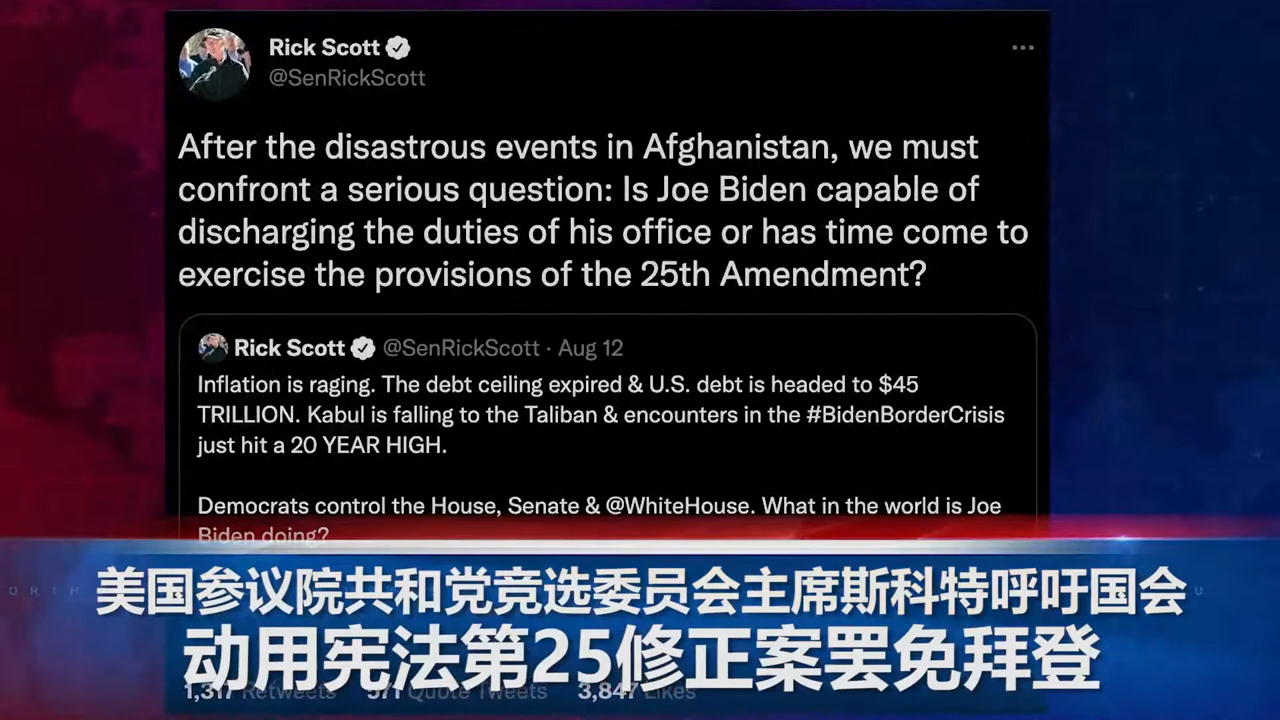 Rick Scott
@SenRickScott
After the disastrous events in Afghanistan, we must
confront a serious question: Is Joe Biden capable of
discharging the duties of his office or has time come to
exercise the provisions of the 25th Amendment?
Rick Scott @SenRickScott · Aug 12
Inflation is raging. The debt ceiling expired & U.S. debt is headed to $45
TRILLION. Kabul is falling to the Taliban & encounters in the #BidenBorderCrisis
just hit a 20 YEAR HIGH.
Democrats control the House, Senate & @WhiteHouse. What in the world is Joe
Biden doing?
美国参议院共和党竞选委员会主席斯科特呼吁国会
动用宪法第25修正案罢免拜登
1,317 Retweets 571 Quote Tweets 3,847 Likes